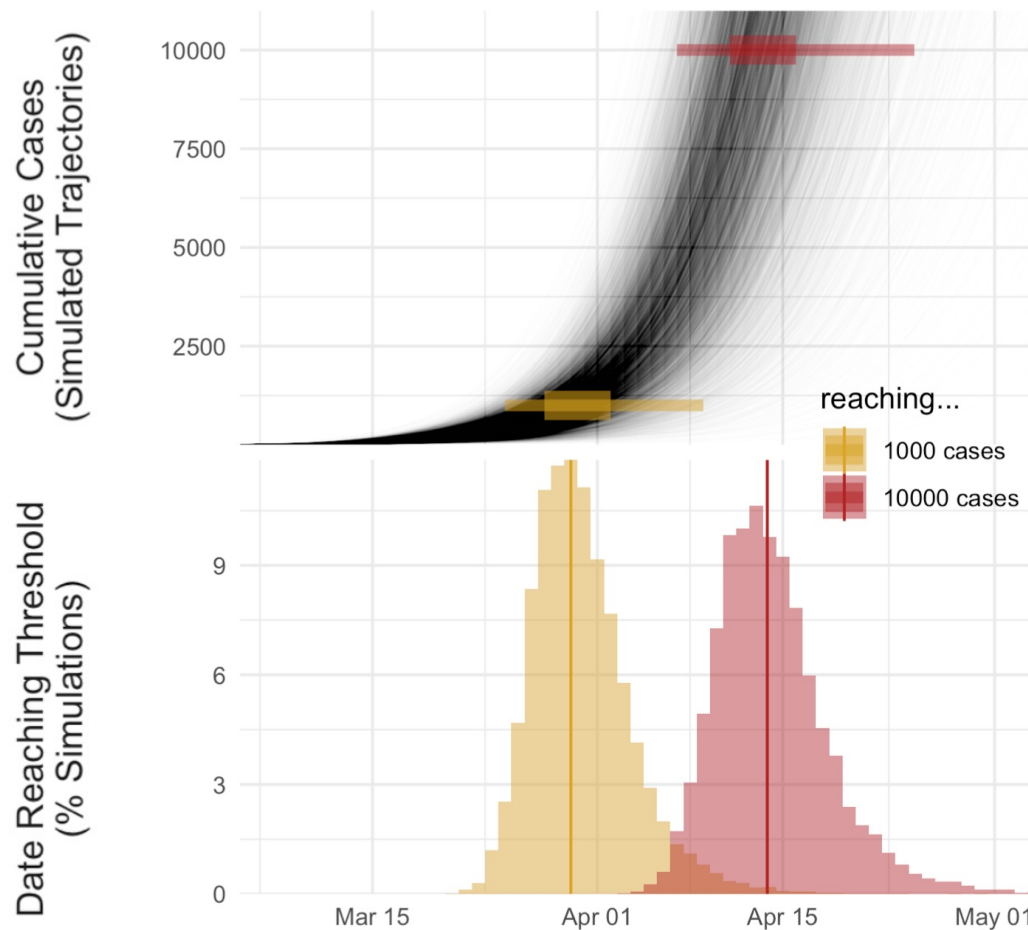 Cumulative Cases
(Simulated Trajectories)
10000
7500
5000
2500
reaching...
1000 cases
10000 cases
Date Reaching Threshold
(% Simulations)
9
6
3
0
Mar 15
Apr 01
Apr 15
May 01